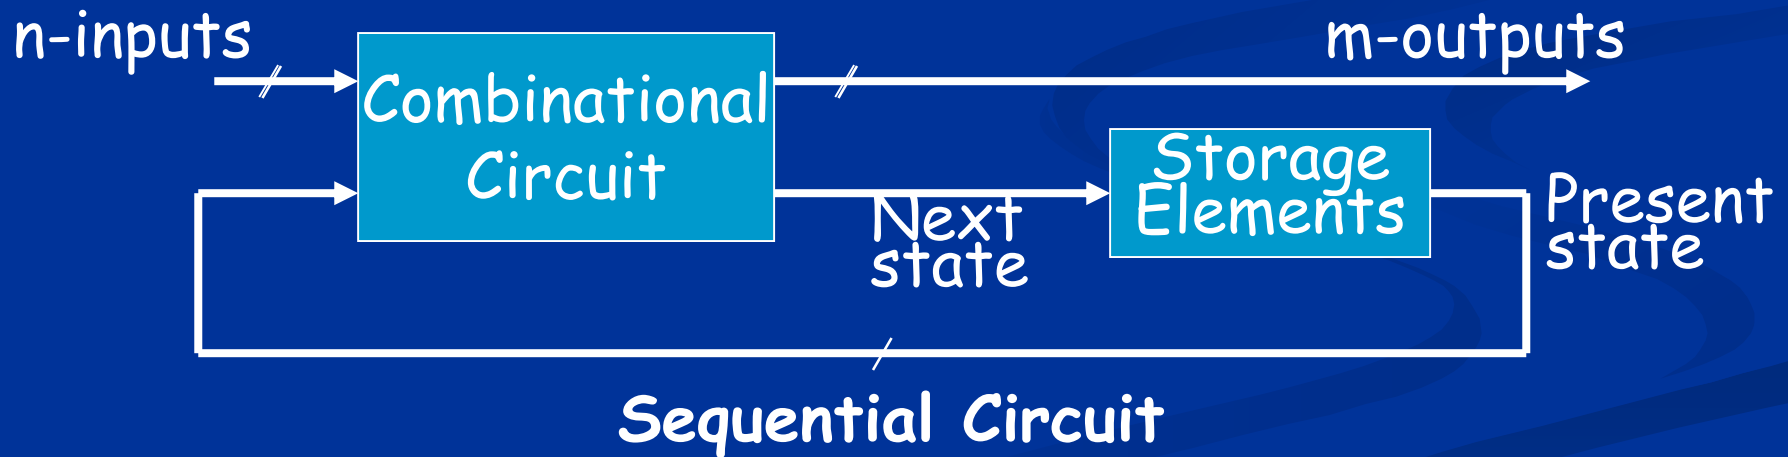 n-inputs
m-outputs
Combinational
Circuit
Storage
Elements
Next
state
Present
state
Sequential Circuit